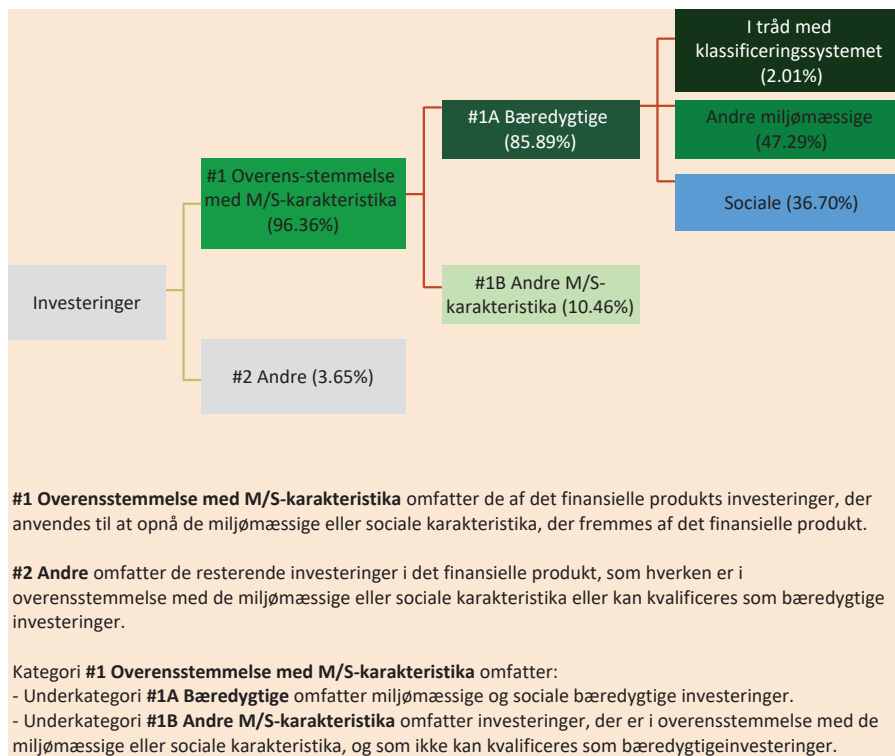 I tråd med
klassificeringssystemet
(2.01%)
#1A Bæredygtige
(85.89%)
Andre miljømæssige
(47.29%)
#1 Overens-stemmelse
med M/S-karakteristika
(96.36%)
Sociale (36.70%)
#1B Andre M/S-
karakteristika (10.46%)
Investeringer
#2 Andre (3.65%)
#1 Overensstemmelse med M/S-karakteristika omfatter de af det finansielle produkts investeringer, der
anvendes til at opnå de miljømæssige eller sociale karakteristika, der fremmes af det finansielle produkt.
#2 Andre omfatter de resterende investeringer i det finansielle produkt, som hverken er i
overensstemmelse med de miljømæssige eller sociale karakteristika eller kan kvalificeres som bæredygtige
investeringer.
Kategori #1 Overensstemmelse med M/S-karakteristika omfatter:
- Underkategori #1A Bæredygtige omfatter miljømæssige og sociale bæredygtige investeringer.
- Underkategori #1B Andre M/S-karakteristika omfatter investeringer, der er i overensstemmelse med de
miljømæssige eller sociale karakteristika, og som ikke kan kvalificeres som bæredygtigeinvesteringer.